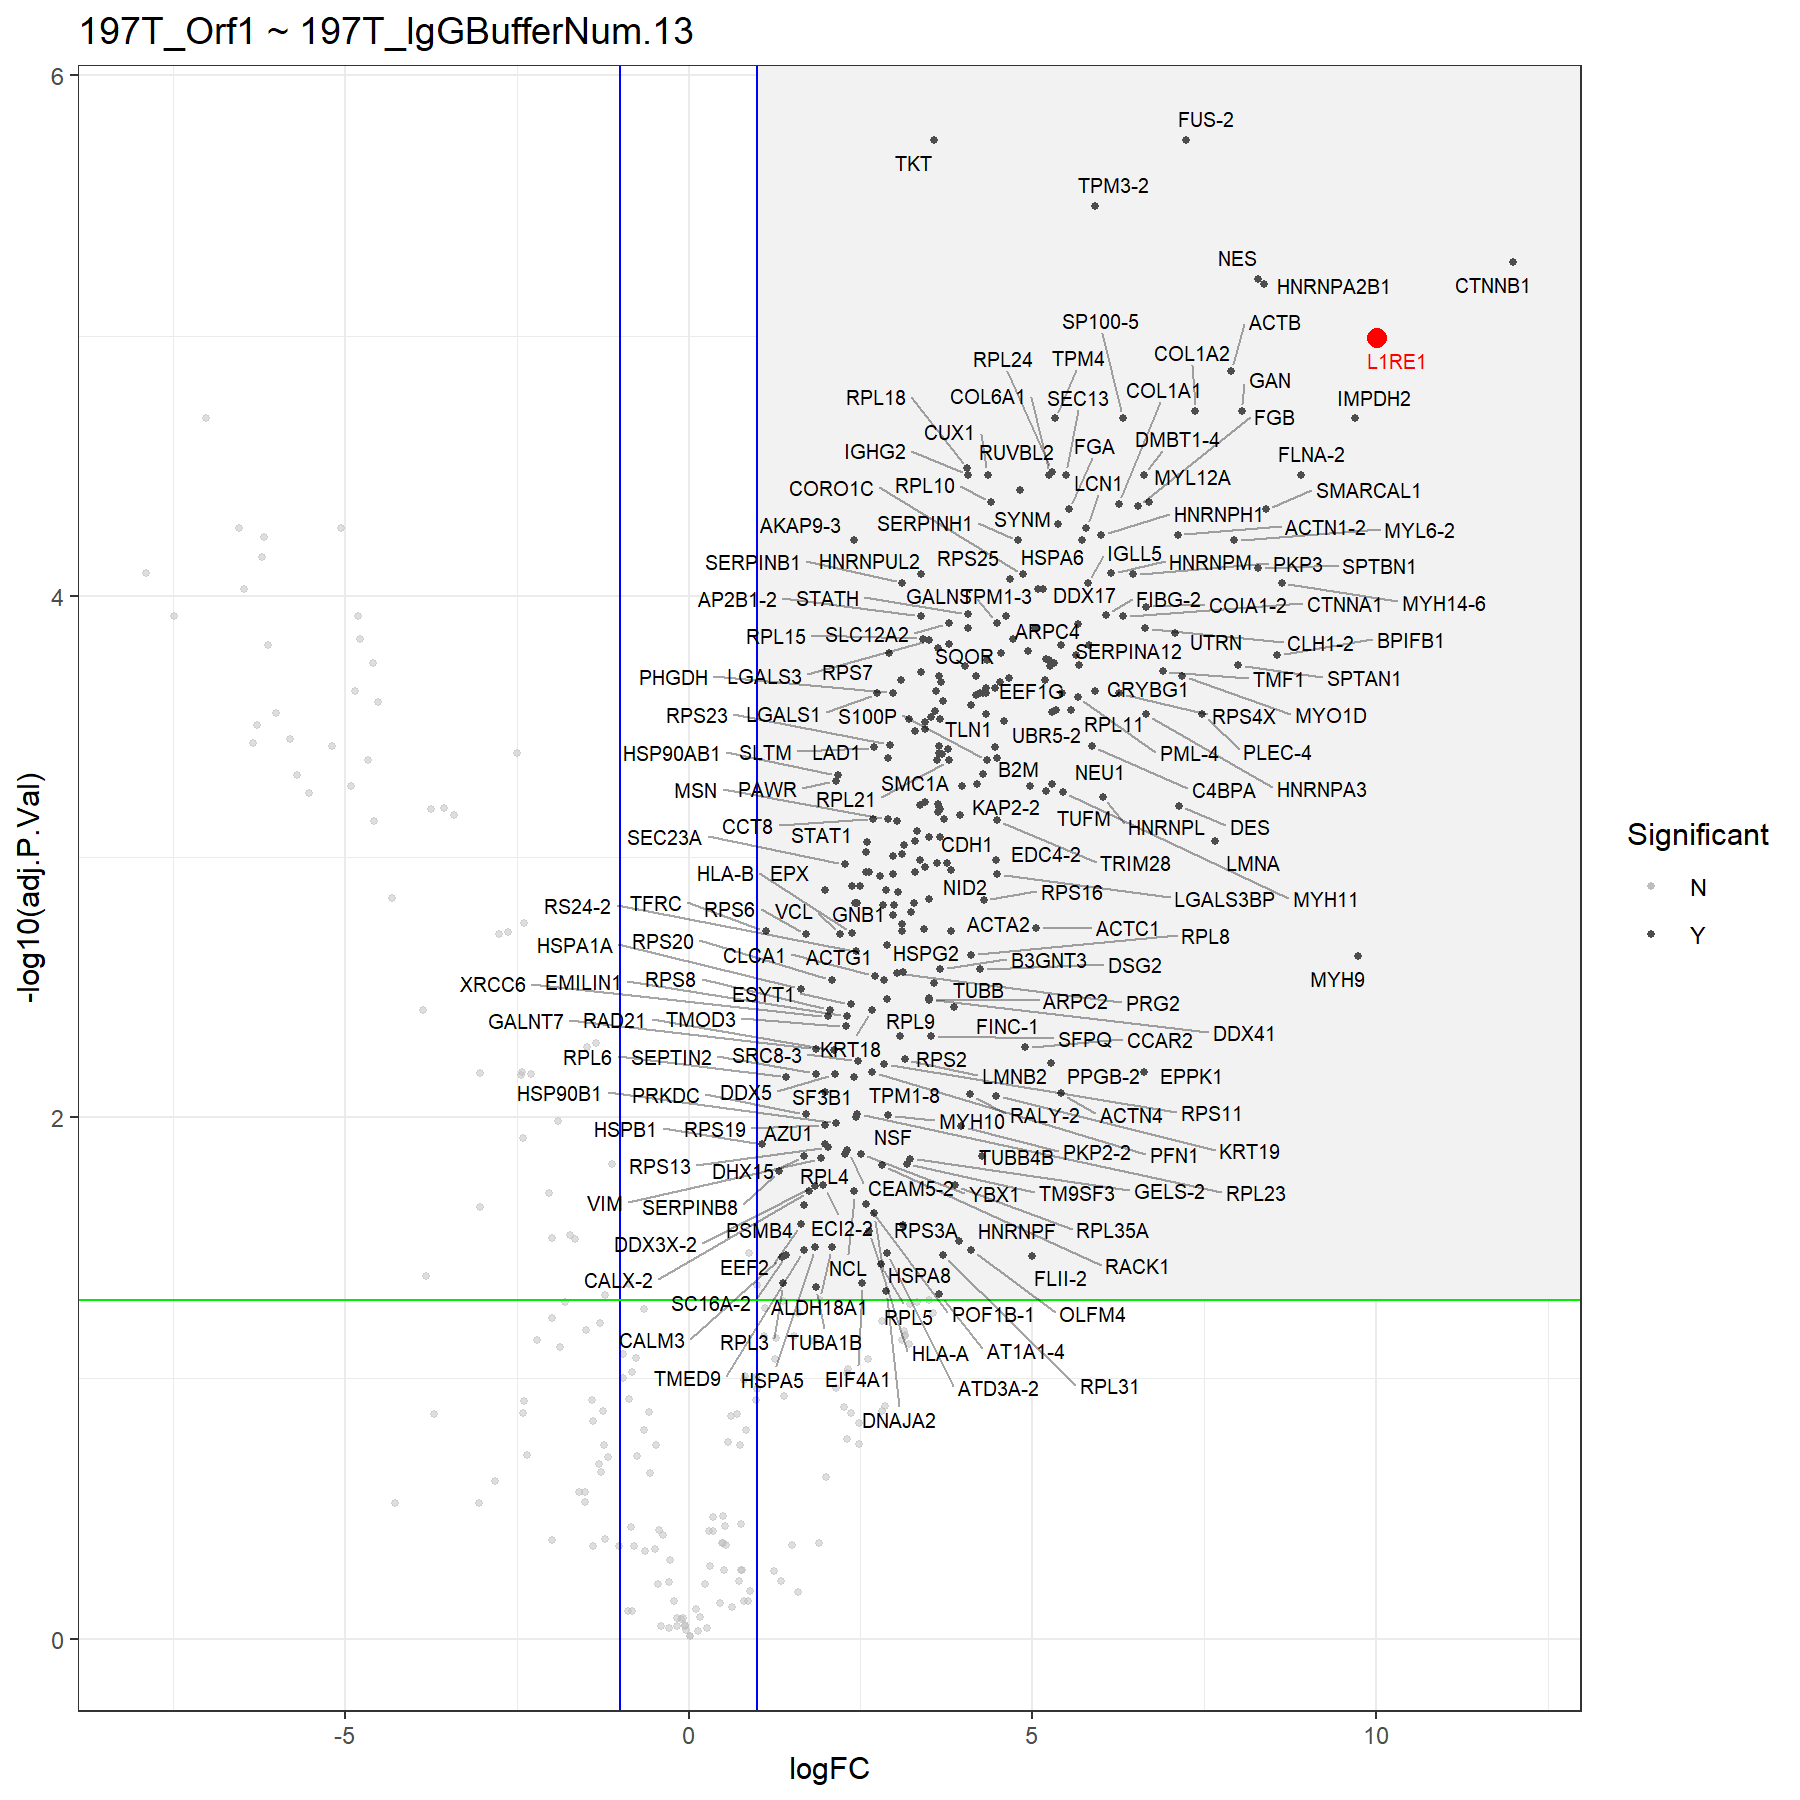 197T_Orf1 ~ 197T_IgGBufferNum.13
6
FUS-2
TKT
TPM3-2
NES
HNRNPA2B1
CTNNB1
SP100-5
ACTB
L1RE1
RPL24
TPM4
COL1A2
GAN
RPL18
COL6A1
SEC13
COL1A1
IMPDH2
FGB
CUX1
DMBT1-4
IGHG2
RUVBL2
FGA
FLNA-2
CORO1C
RPL10
LCN1
MYL12A
SMARCAL1
AKAP9-3
SERPINH1
SYNM
HNRNPH1
ACTN1-2
MYL6-2
SERPINB1
HNRNPUL2
RPS25
HSPA6
IGLL5
HNRNPM
PKP3
SPTBN1
4
AP2B1-2
STATH
GALNS
TPM1-3
DDX17
FIBG-2
COIA1-2
CTNNA1
MYH14-6
RPL15
SLC12A2
ARPC4
UTRN
CLH1-2
BPIFB1
SQOR
SERPINA12
PHGDH
LGALS3
RPS7
TMF1
SPTAN1
EEF1G
CRYBG1
RPS23
LGALS1
S100P
TLN1
RPL11
RPS4X
MYO1D
UBR5-2
HSP90AB1
SLTM
LAD1
PML-4
PLEC-4
MSN
PAWR
RPL21
SMC1A
B2M
NEU1
C4BPA
HNRNPA3
KAP2-2
CCT8
STAT1
TUFM
HNRNPL
DES
SEC23A
CDH1
EDC4-2
TRIM28
LMNA
HLA-B
EPX
NID2
RPS16
LGALS3BP
MYH11
RS24-2
TFRC
RPS6
VCL
GNB1
ACTA2
ACTC1
HSPA1A
RPS20
CLCA1
ACTG1
HSPG2
B3GNT3
DSG2
RPL8
XRCC6
EMILIN1
RPS8
ESYT1
TUBB
ARPC2
PRG2
MYH9
GALNT7
RAD21
TMOD3
RPL9
FINC-1
SFPQ
CCAR2
DDX41
RPL6
SEPTIN2
SRC8-3
KRT18
RPS2
LMNB2
PPGB-2
EPPK1
HSP90B1
PRKDC
DDX5
SF3B1
TPM1-8
2
MYH10
RALY-2
ACTN4
RPS11
HSPB1
RPS19
AZU1
NSF
TUBB4B
PKP2-2
PFN1
KRT19
RPS13
DHX15
RPL4
CEAM5-2
YBX1
TM9SF3
GELS-2
RPL23
VIM
SERPINB8
DDX3X-2
PSMB4
ECI2-2
RPS3A
HNRNPF
RPL35A
CALX-2
EEF2
NCL
HSPA8
FLII-2
RACK1
SC16A-2
ALDH18A1
RPL5
POF1B-1
OLFM4
CALM3
RPL3
TUBA1B
HLA-A
AT1A1-4
TMED9
HSPA5
EIF4A1
ATD3A-2
RPL31
DNAJA2
0
-5
0
5
10
logFC
-log10(adj.P.Val)
Significant
N
Y